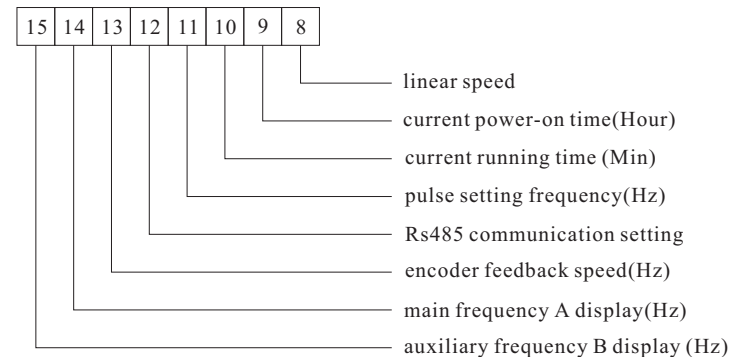 15 14 13 12 11 10 9 8
linear speed
current power-on time(Hour)
current running time (Min)
pulse setting frequency(Hz)
Rs485 communication setting
encoder feedback speed(Hz)
main frequency A display(Hz)
auxiliary frequency B display (Hz)